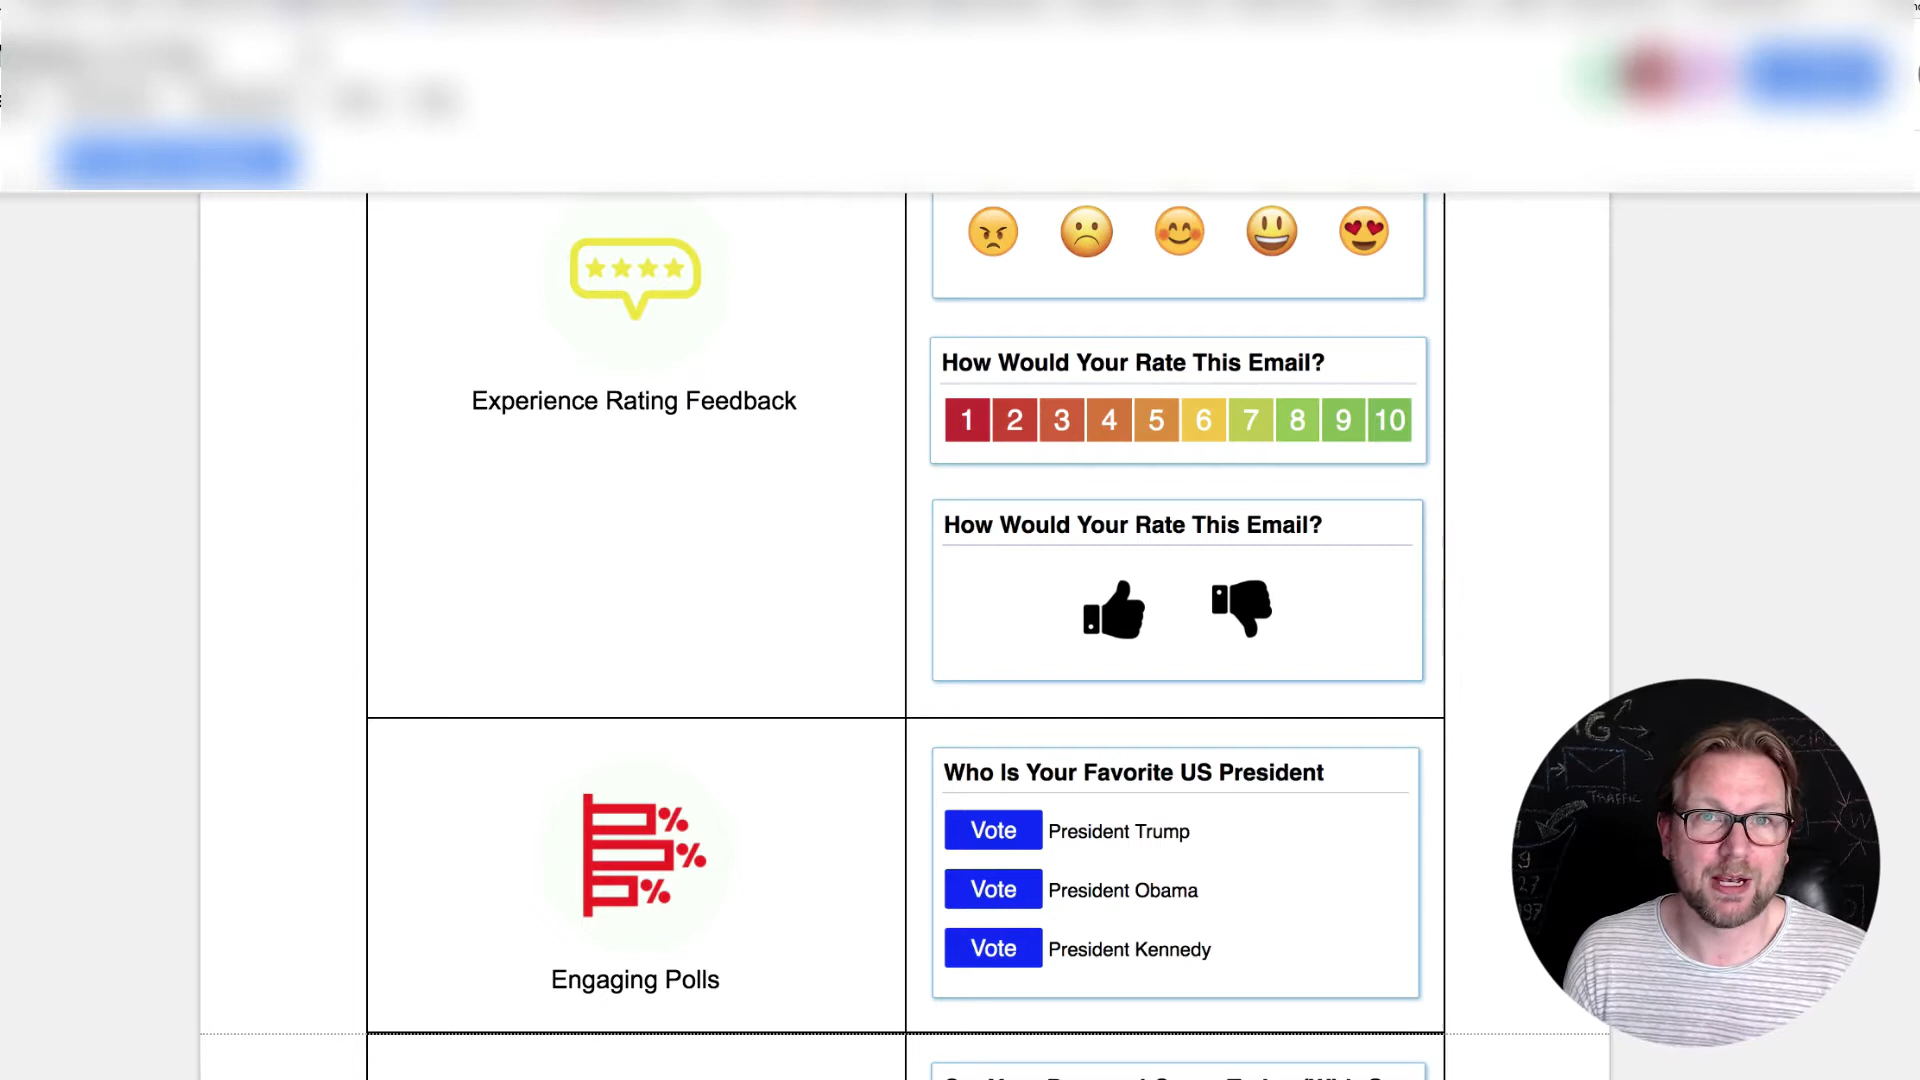 Experience Rating Feedback
How Would Your Rate This Email?
1 2 3 4 5 6 7 8 9 10
How Would Your Rate This Email?
Engaging Polls
Who Is Your Favorite US President
Vote President Trump
Vote President Obama
Vote President Kennedy
TRAFFIC